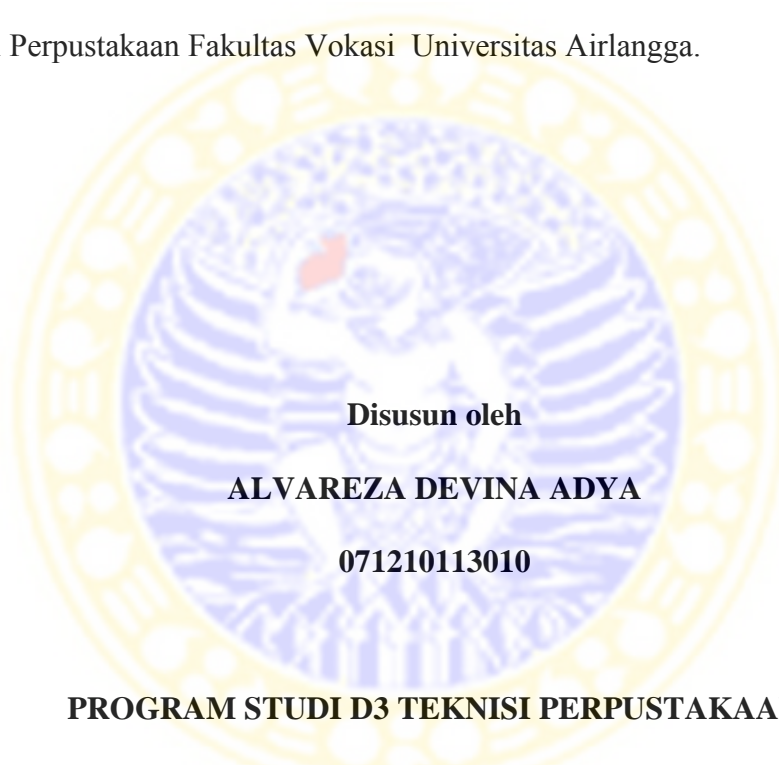 Perpustakaan Fakultas Vokasi Universitas Airlangga.
Disusun oleh
ALVAREZA DEVINA ADYA
071210113010
PROGRAM STUDI D3 TEKNISI PERPUSTAKAA